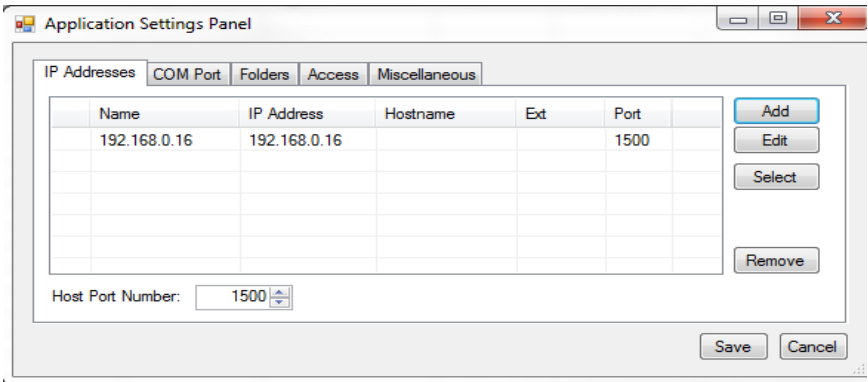 Application Settings Panel
IP Addresses COM Port Folders Access Miscellaneous
Name IP Address Hostname Ext Port Add
192.168.0.16 192.168.0.16 1500 Edit
Select
Remove
Host Port Number: 1500
Save Cancel